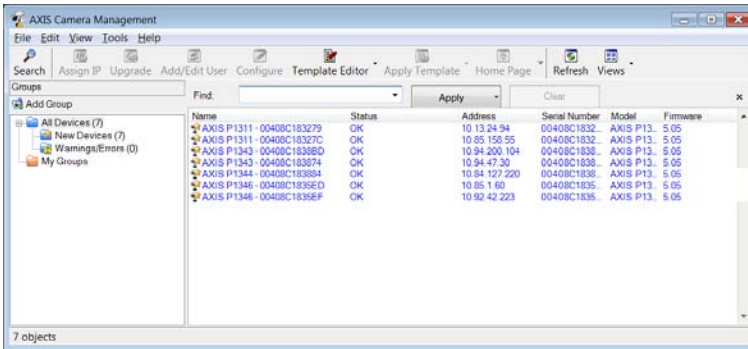 AXIS Camera Management
File Edit View Tools Help
Search Assign IP Upgrade Add/Edit User Configure Template Editor Apply Template Home Page Refresh Views
Groups
Add Group
All Devices (7)
New Devices (7)
Warnings/Errors (0)
My Groups
Find: Apply Clear
Name Status Address Serial Number Model Firmware
AXIS P1311 - 00408C183279 OK 10.13.24.94 00408C1832... AXIS P13... 5.05
AXIS P1311 - 00408C18327C OK 10.85.158.55 00408C1832... AXIS P13... 5.05
AXIS P1343 - 00408C1838BD OK 10.94.200.104 00408C1838... AXIS P13... 5.05
AXIS P1343 - 00408C183874 OK 10.94.47.30 00408C1838... AXIS P13... 5.05
AXIS P1344 - 00408C183884 OK 10.84.127.220 00408C1838... AXIS P13... 5.05
AXIS P1346 - 00408C1835ED OK 10.85.1.60 00408C1835... AXIS P13... 5.05
AXIS P1346 - 00408C1835EF OK 10.92.42.223 00408C1835... AXIS P13... 5.05
7 objects